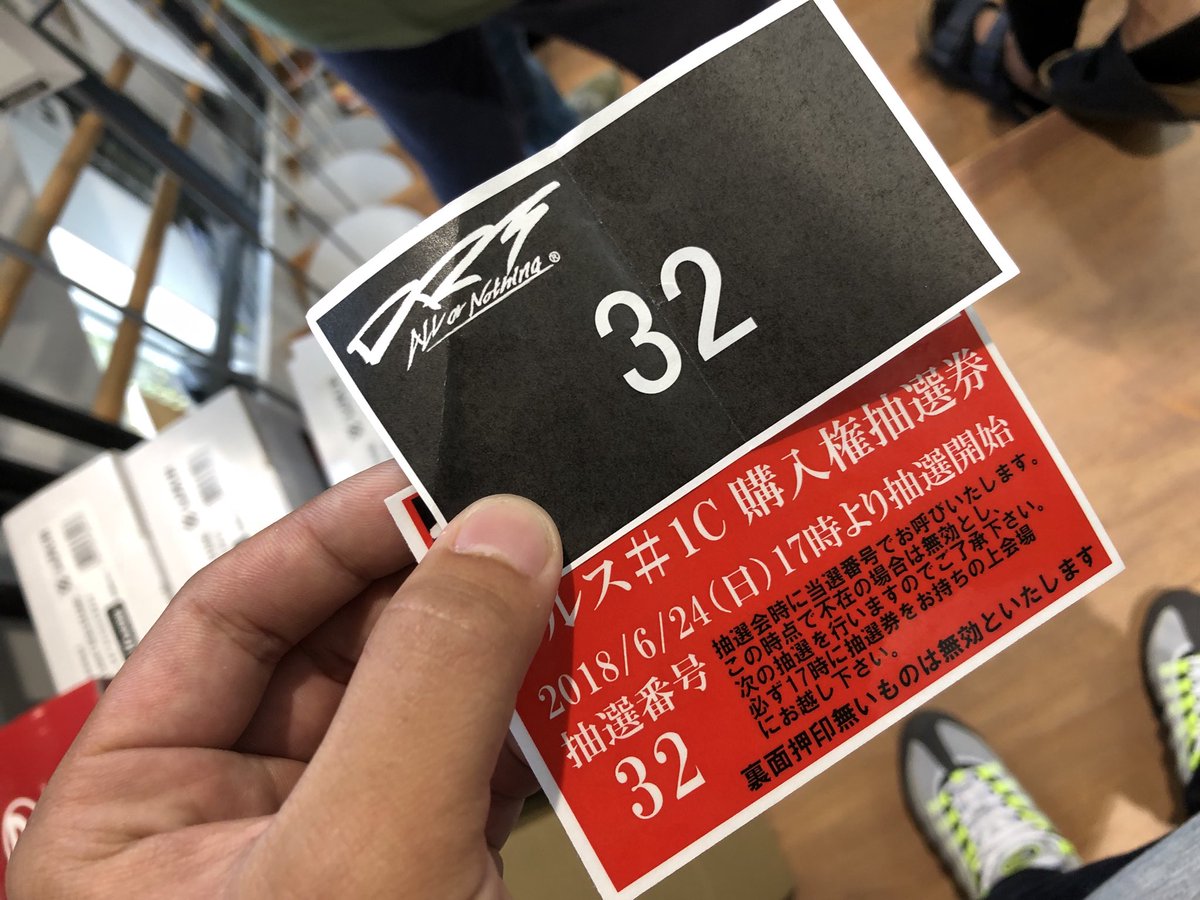 DRT
All or Nothing®
32
ルス#1C 購入権抽選券
2018/6/24(日)17時より抽選開始
抽選番号
32
抽選会時に当選番号でお呼びいたします。
この時点で不在の場合は無効とし、
次の抽選を行いますのでご了承下さい。
必ず17時に抽選券をお持ちの上会場
にお越し下さい。
裏面押印無いものは無効といたします